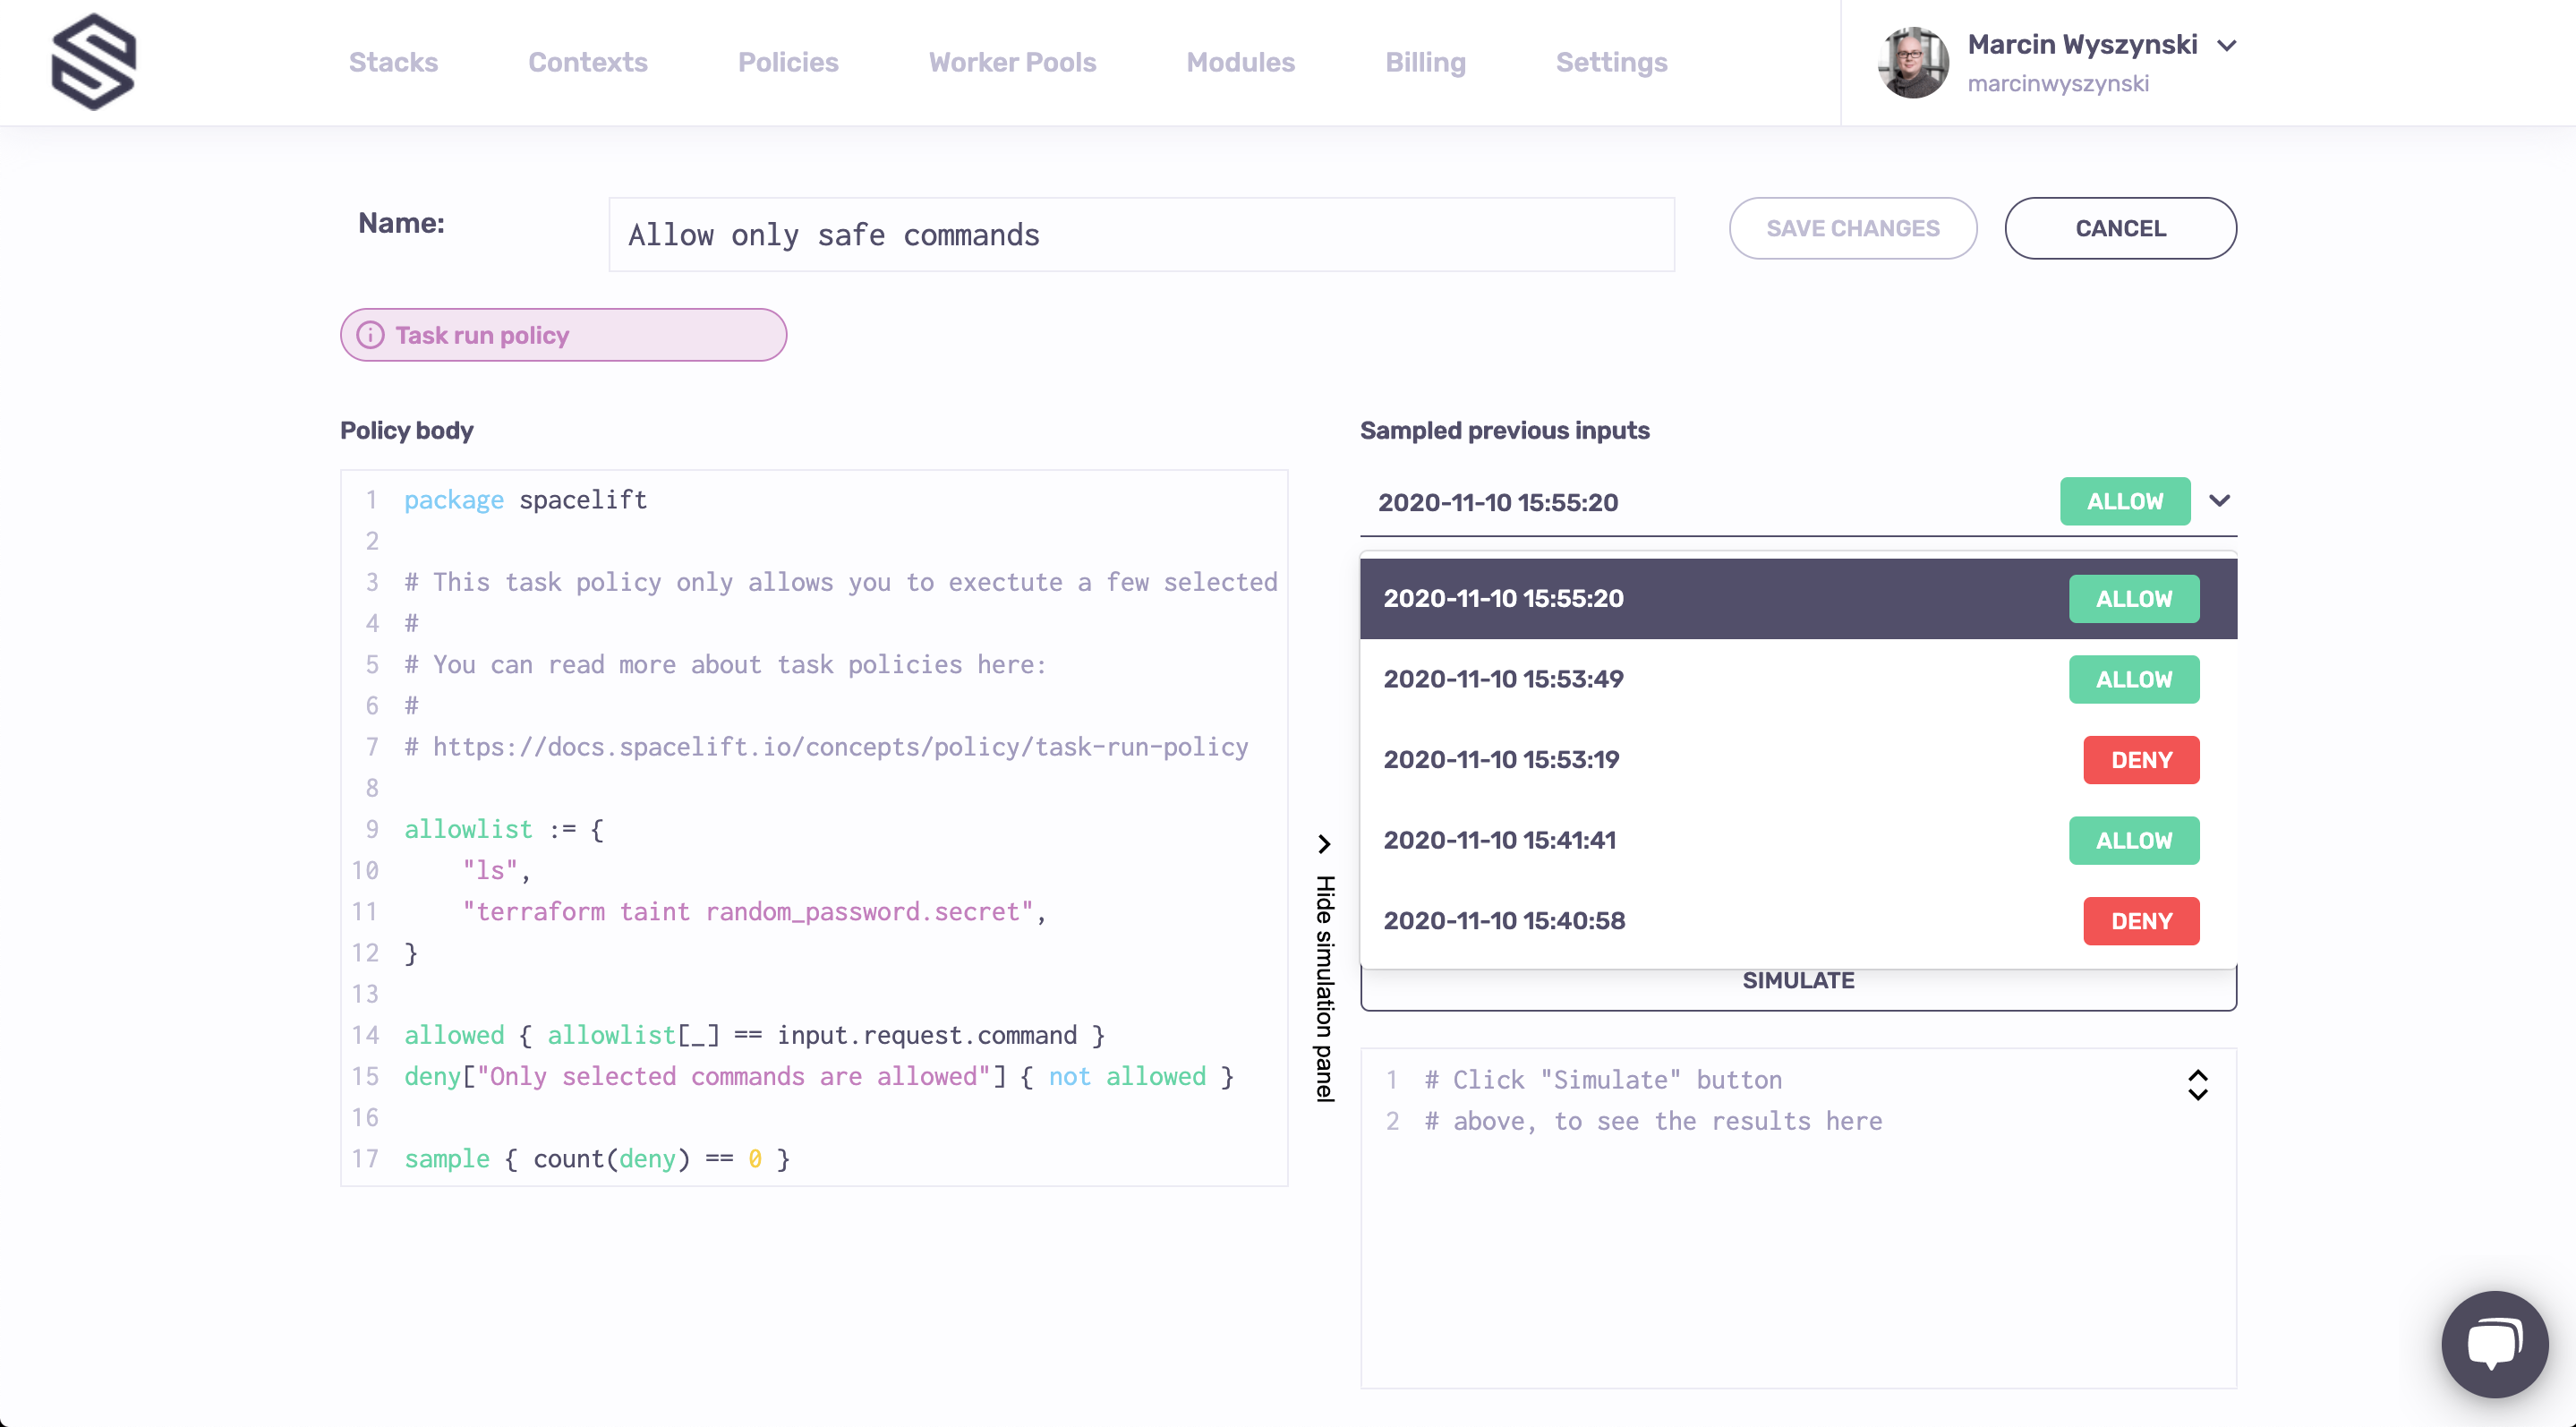 Stacks Contexts Policies Worker Pools Modules Billing Settings
Marcin Wyszynski
marcinwyszynski
Name:
Allow only safe commands
SAVE CHANGES
CANCEL
Task run policy
Policy body
1 package spacelift
2
3 # This task policy only allows you to exectute a few selected
4 #
5 # You can read more about task policies here:
6 #
7 # https://docs.spacelift.io/concepts/policy/task-run-policy
8
9 allowlist := {
10     "ls",
11     "terraform taint random_password.secret",
12 }
13
14 allowed { allowlist[_] == input.request.command }
15 deny["Only selected commands are allowed"] { not allowed }
16
17 sample { count(deny) == 0 }
Hide simulation panel
Sampled previous inputs
2020-11-10 15:55:20 ALLOW
2020-11-10 15:55:20 ALLOW
2020-11-10 15:53:49 ALLOW
2020-11-10 15:53:19 DENY
2020-11-10 15:41:41 ALLOW
2020-11-10 15:40:58 DENY
SIMULATE
1 # Click "Simulate" button
2 # above, to see the results here